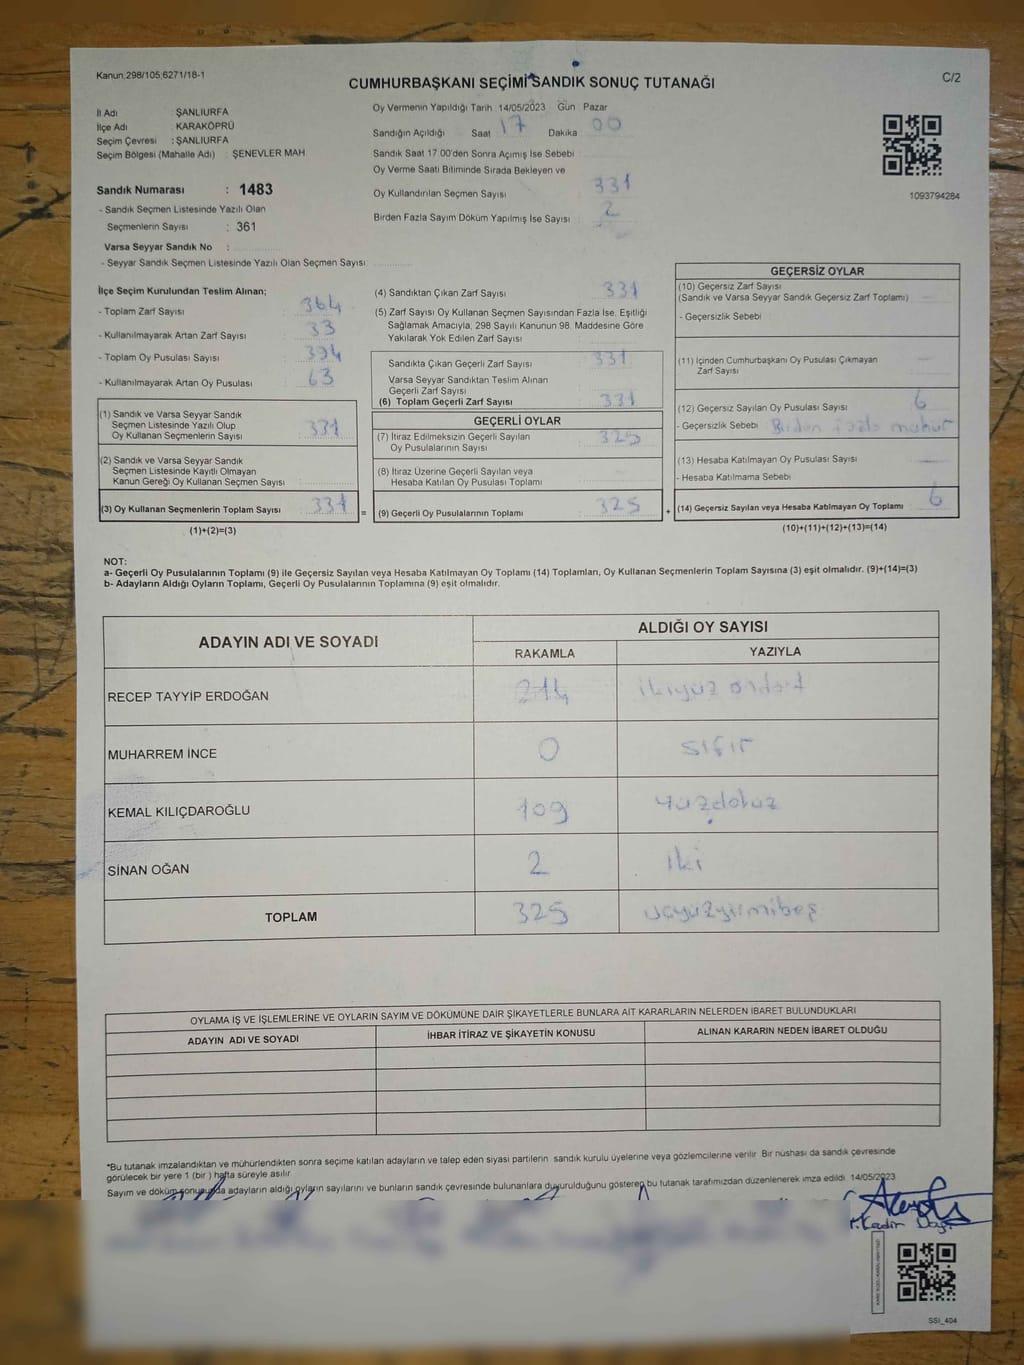 Kanun.298/105,6271/18-1
C/2
CUMHURBAŞKANI SEÇİMİ SANDIK SONUÇ TUTANAĞI
İl Adı : ŞANLIURFA
İlçe Adı : KARAKÖPRÜ
Seçim Çevresi : ŞANLIURFA
Seçim Bölgesi (Mahalle Adı) : ŞENEVLER MAH
Sandık Numarası : 1483
- Sandık Seçmen Listesinde Yazılı Olan
Seçmenlerin Sayısı : 361
Varsa Seyyar Sandık No :
- Seyyar Sandık Seçmen Listesinde Yazılı Olan Seçmen Sayısı:
Oy Vermenin Yapıldığı Tarih 14/05/2023 Gün Pazar
Sandığın Açıldığı Saat 17 Dakika 00
Sandık Saat 17:00'den Sonra Açımış İse Sebebi
Oy Verme Saati Bitiminde Sırada Bekleyen ve
Oy Kullandırılan Seçmen Sayısı 331
Birden Fazla Sayım Döküm Yapılmış İse Sayısı 2
1093794284
İlçe Seçim Kurulundan Teslim Alınan;
- Toplam Zarf Sayısı : 364
- Kullanılmayarak Artan Zarf Sayısı : 33
- Toplam Oy Pusulası Sayısı : 394
- Kullanılmayarak Artan Oy Pusulası : 63
(1) Sandık ve Varsa Seyyar Sandık
Seçmen Listesinde Yazılı Olup
Oy Kullanan Seçmenlerin Sayısı : 331
(2) Sandık ve Varsa Seyyar Sandık
Seçmen Listesinde Kayıtlı Olmayan
Kanun Gereği Oy Kullanan Seçmen Sayısı :
(3) Oy Kullanan Seçmenlerin Toplam Sayısı : 331
(1)+(2)=(3)
(4) Sandıktan Çıkan Zarf Sayısı : 331
(5) Zarf Sayısı Oy Kullanan Seçmen Sayısından Fazla İse, Eşitliği
Sağlamak Amacıyla, 298 Sayılı Kanunun 98. Maddesine Göre
Yakılarak Yok Edilen Zarf Sayısı :
Sandıkta Çıkan Geçerli Zarf Sayısı : 331
Varsa Seyyar Sandıktan Teslim Alınan
Geçerli Zarf Sayısı :
(6) Toplam Geçerli Zarf Sayısı : 331
GEÇERLİ OYLAR
(7) İtiraz Edilmeksizin Geçerli Sayılan
Oy Pusulalarının Sayısı : 325
(8) İtiraz Üzerine Geçerli Sayılan veya
Hesaba Katılan Oy Pusulası Toplamı :
= (9) Geçerli Oy Pusulalarının Toplamı : 325 +
GEÇERSİZ OYLAR
(10) Geçersiz Zarf Sayısı
(Sandık ve Varsa Seyyar Sandık Geçersiz Zarf Toplamı)
- Geçersizlik Sebebi :
(11) İçinden Cumhurbaşkanı Oy Pusulası Çıkmayan
Zarf Sayısı :
(12) Geçersiz Sayılan Oy Pusulası Sayısı : 6
- Geçersizlik Sebebi Birden fazla mühür
(13) Hesaba Katılmayan Oy Pusulası Sayısı :
- Hesaba Katılmama Sebebi
(14) Geçersiz Sayılan veya Hesaba Katılmayan Oy Toplamı : 6
(10)+(11)+(12)+(13)=(14)
NOT:
a- Geçerli Oy Pusulalarının Toplamı (9) ile Geçersiz Sayılan veya Hesaba Katılmayan Oy Toplamı (14) Toplamları, Oy Kullanan Seçmenlerin Toplam Sayısına (3) eşit olmalıdır. (9)+(14)=(3)
b- Adayların Aldığı Oyların Toplamı, Geçerli Oy Pusulalarının Toplamına (9) eşit olmalıdır.
ADAYIN ADI VE SOYADI ALDIĞI OY SAYISI
RAKAMLA YAZIYLA
RECEP TAYYİP ERDOĞAN 214 ikiyüz ondört
MUHARREM İNCE 0 sıfır
KEMAL KILIÇDAROĞLU 109 yüzdokuz
SİNAN OĞAN 2 iki
TOPLAM 325 üçyüzyirmibeş
OYLAMA İŞ VE İŞLEMLERİNE VE OYLARIN SAYIM VE DÖKÜMÜNE DAİR ŞİKAYETLERLE BUNLARA AİT KARARLARIN NELERDEN İBARET BULUNDUKLARI
ADAYIN ADI VE SOYADI İHBAR İTİRAZ VE ŞİKAYETİN KONUSU ALINAN KARARIN NEDEN İBARET OLDUĞU
*Bu tutanak imzalandıktan ve mühürlendikten sonra seçime katılan adayların ve talep eden siyasi partilerin sandık kurulu üyelerine veya gözlemcilerine verilir. Bir nüshası da sandık çevresinde
görülecek bir yere 1 (bir ) hafta süreyle asılır.
Sayım ve döküm sonucunda adayların aldığı oyların sayılarını ve bunların sandık çevresinde bulunanlara duyurulduğunu gösteren bu tutanak tarafımızdan düzenlenerek imza edildi. 14/05/2023
SSI_404